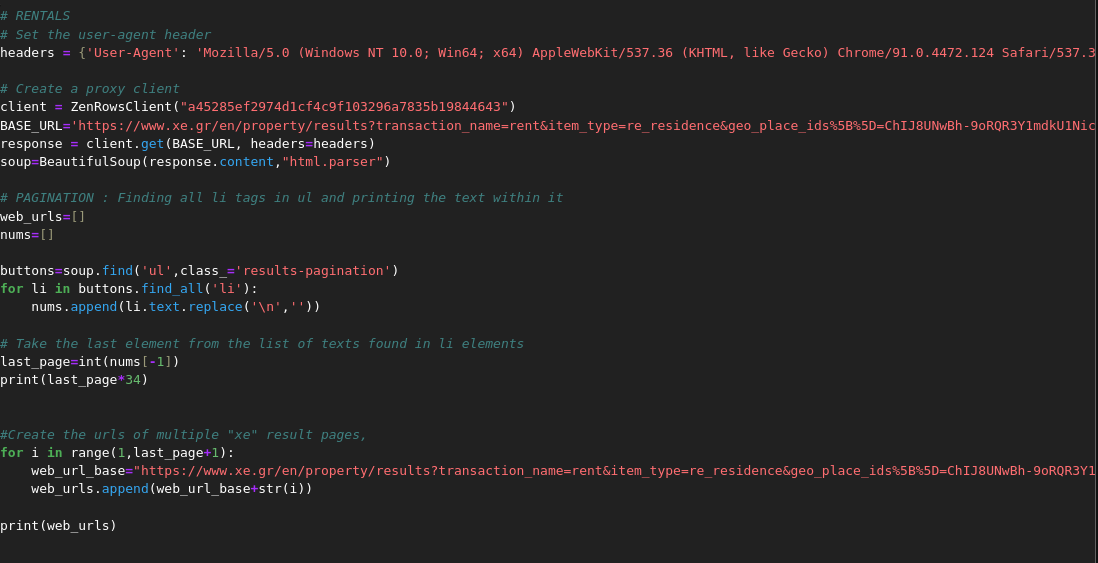 # RENTALS
# Set the user-agent header
headers = {'User-Agent': 'Mozilla/5.0 (Windows NT 10.0; Win64; x64) AppleWebKit/537.36 (KHTML, like Gecko) Chrome/91.0.4472.124 Safari/537.3
# Create a proxy client
client = ZenRowsClient("a45285ef2974d1cf4c9f103296a7835b19844643")
BASE_URL='https://www.xe.gr/en/property/results?transaction_name=rent&item_type=re_residence&geo_place_ids%5B%5D=ChIJ8UNwBh-9oRQR3Y1mdkU1Nic
response = client.get(BASE_URL, headers=headers)
soup=BeautifulSoup(response.content,"html.parser")
# PAGINATION : Finding all li tags in ul and printing the text within it
web_urls=[]
nums=[]
buttons=soup.find('ul',class_='results-pagination')
for li in buttons.find_all('li'):
    nums.append(li.text.replace('\n',''))
# Take the last element from the list of texts found in li elements
last_page=int(nums[-1])
print(last_page*34)
#Create the urls of multiple "xe" result pages,
for i in range(1,last_page+1):
    web_url_base="https://www.xe.gr/en/property/results?transaction_name=rent&item_type=re_residence&geo_place_ids%5B%5D=ChIJ8UNwBh-9oRQR3Y1
    web_urls.append(web_url_base+str(i))
print(web_urls)